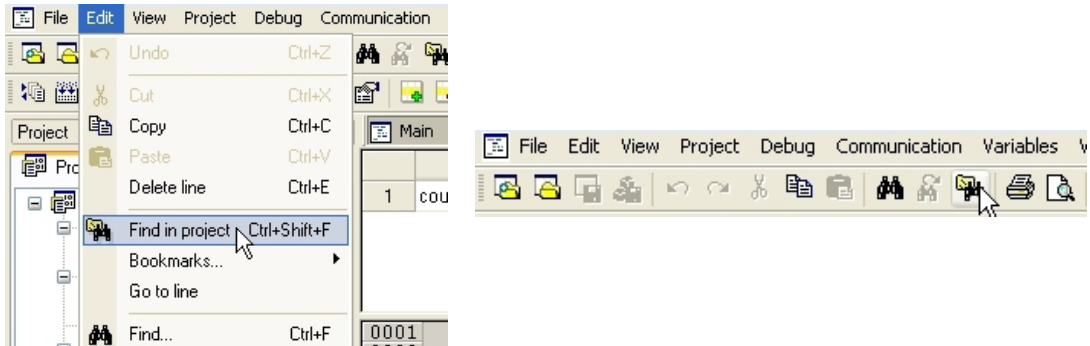 File Edit View Project Debug Communication
Undo Ctrl+Z
Cut Ctrl+X
Project Copy Ctrl+C Main
Paste Ctrl+V
Delete line Ctrl+E
1 cou
Find in project Ctrl+Shift+F
Bookmarks...
Go to line
Find... Ctrl+F 0001
File Edit View Project Debug Communication Variables